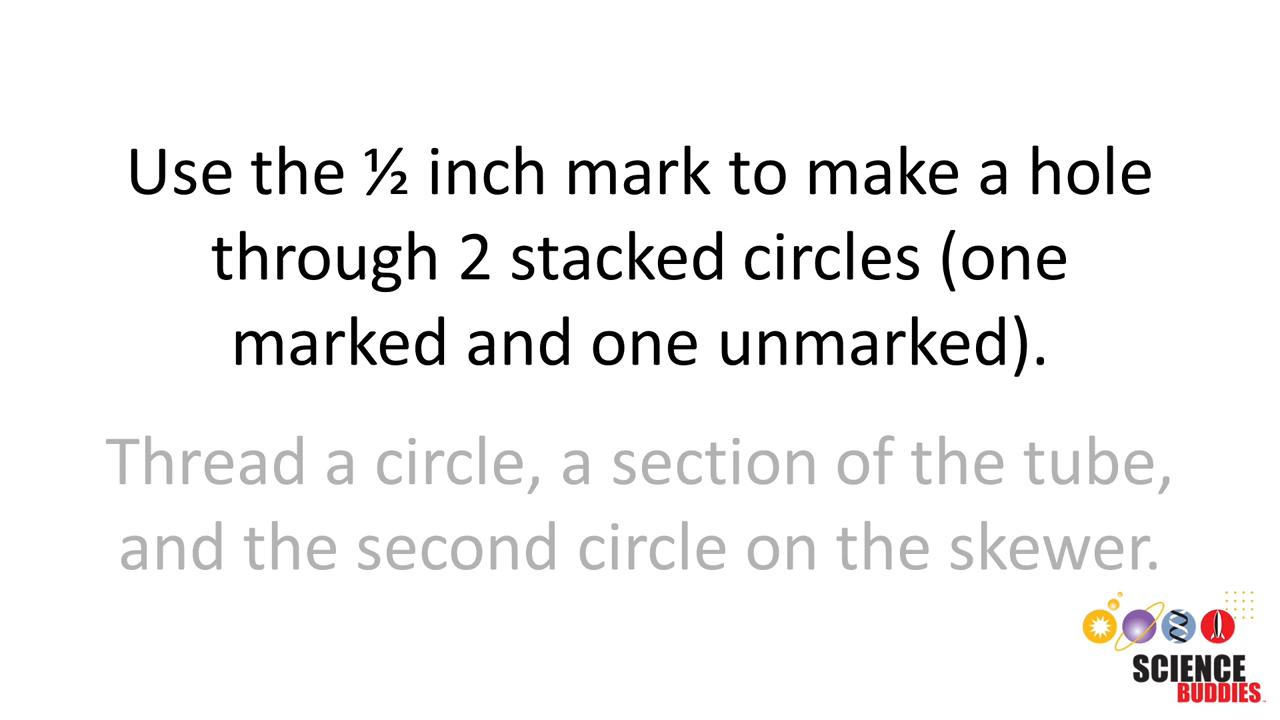 Use the ½ inch mark to make a hole
through 2 stacked circles (one
marked and one unmarked).
Thread a circle, a section of the tube,
and the second circle on the skewer.
SCIENCE
BUDDIES